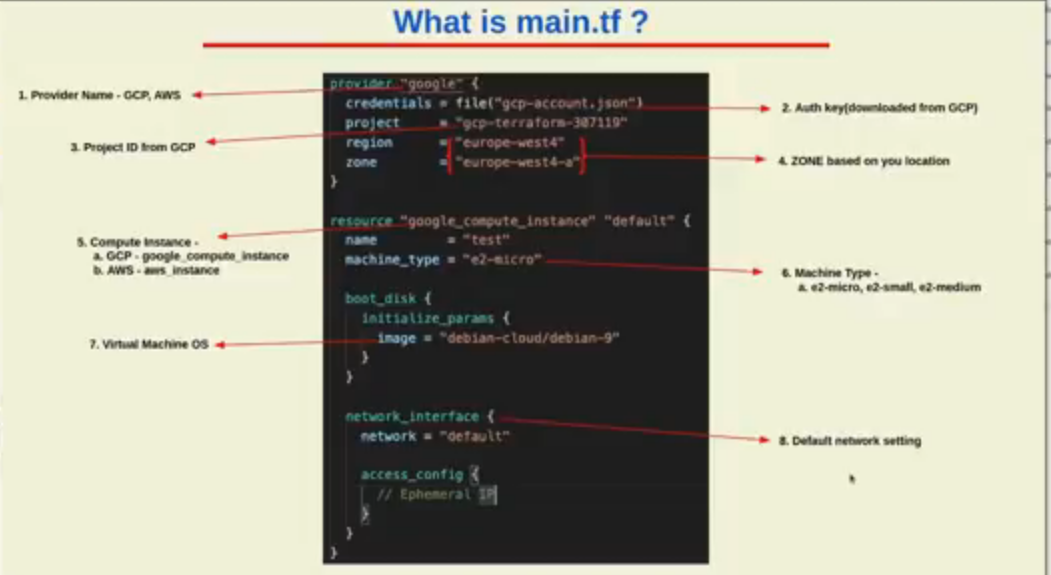 What is main.tf ?
provider "google" {
credentials = file("gcp-account.json")
project = "gcp-terraform-307119"
region = "europe-west4"
zone = "europe-west4-a"
}
resource "google_compute_instance" "default" {
name = "test"
machine_type = "e2-micro"
boot_disk {
initialize_params {
image = "debian-cloud/debian-9"
}
}
network_interface {
network = "default"
access_config {
// Ephemeral IP
}
}
}
1. Provider Name - GCP, AWS
2. Auth key(downloaded from GCP)
3. Project ID from GCP
4. ZONE based on you location
5. Compute Instance -
a. GCP - google_compute_instance
b. AWS - aws_instance
6. Machine Type -
a. e2-micro, e2-small, e2-medium
7. Virtual Machine OS
8. Default network setting